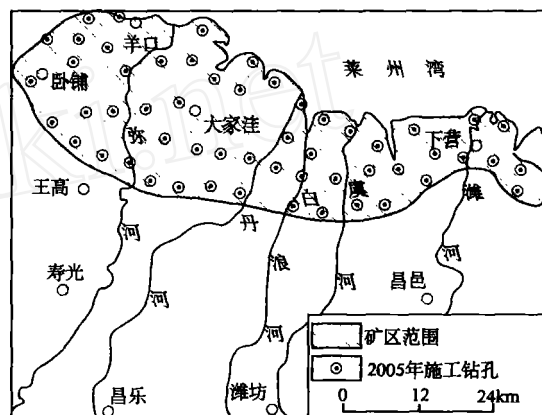 羊口
莱州湾
卧铺
弥
大家洼
下营
王高
白
虞
潍
丹
河
浪
寿光
河
河
昌邑
河
河
矿区范围
2005年施工钻孔
昌乐
潍坊
0 12 24km